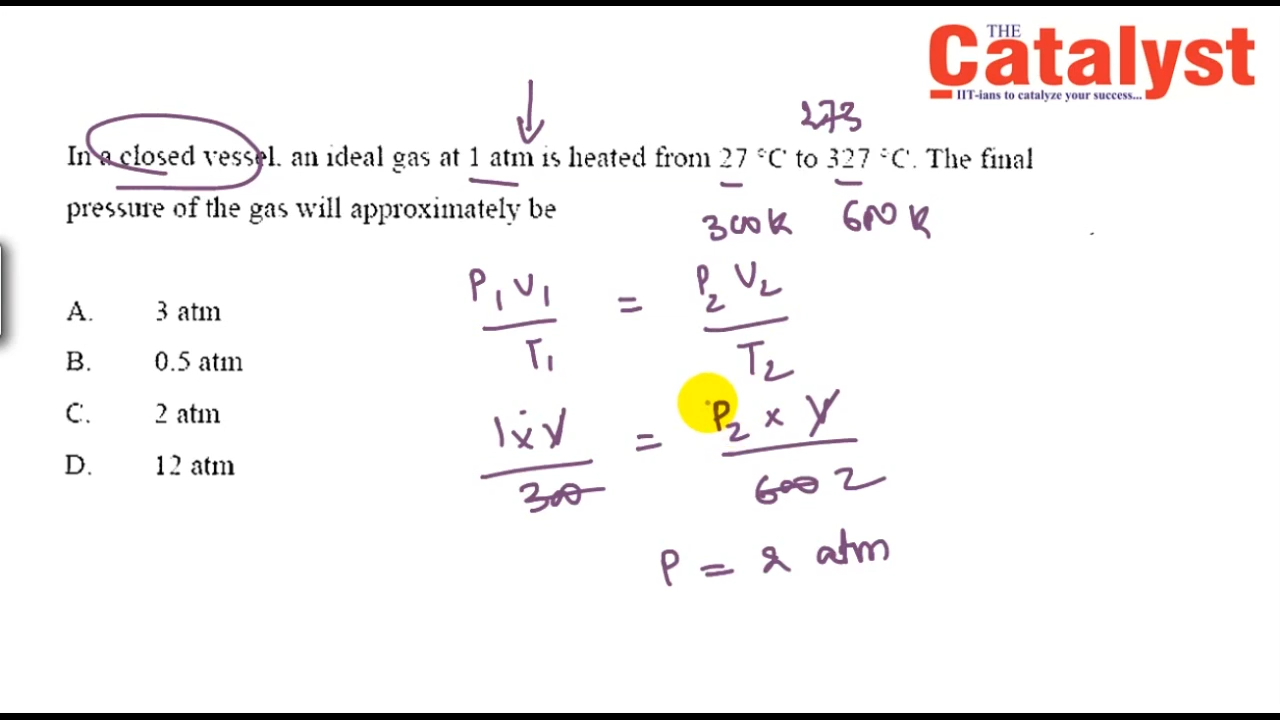 THE
Catalyst
IIT-ians to catalyze your success...
273
In a closed vessel. an ideal gas at 1 atm is heated from 27 °C to 327 °C. The final
pressure of the gas will approximately be
300K 600K
A. 3 atm
B. 0.5 atm
C. 2 atm
D. 12 atm
P₁V₁ = P₂V₂
T₁ T₂
1×V = P₂×V
300 600 2
P = 2 atm